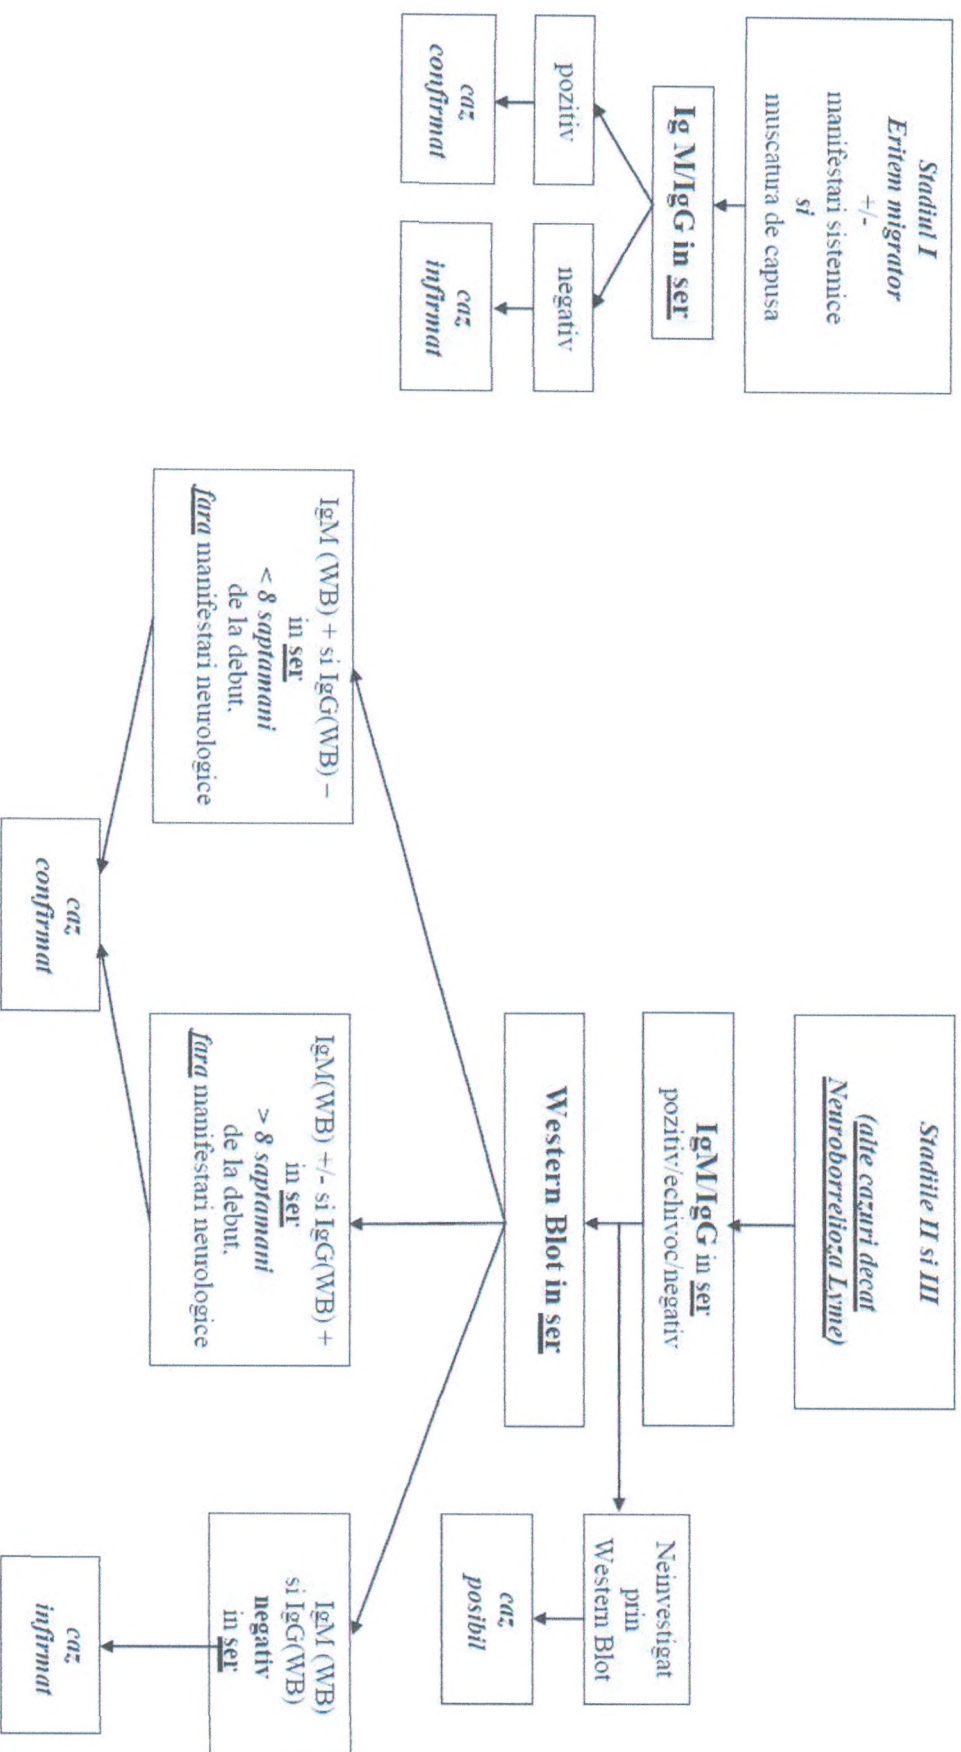 Stadiul I
Eritem migrator
+/-
manifestari sistemice
si
muscatura de capusa
Ig M/IgG in ser
pozitiv
negativ
caz
confirmat
caz
infirmat
Stadiile II si III
(alte cazuri decat
Neuroborrelioza Lyme)
IgM/IgG in ser
pozitiv/echivoc/negativ
Neinvestigat
prin
Western Blot
caz
posibil
Western Blot in ser
IgM (WB) + si IgG(WB) –
in ser
< 8 saptamani
de la debut,
fara manifestari neurologice
IgM(WB) +/- si IgG(WB) +
in ser
> 8 saptamani
de la debut,
fara manifestari neurologice
IgM (WB)
si IgG(WB)
negativ
in ser
caz
confirmat
caz
infirmat